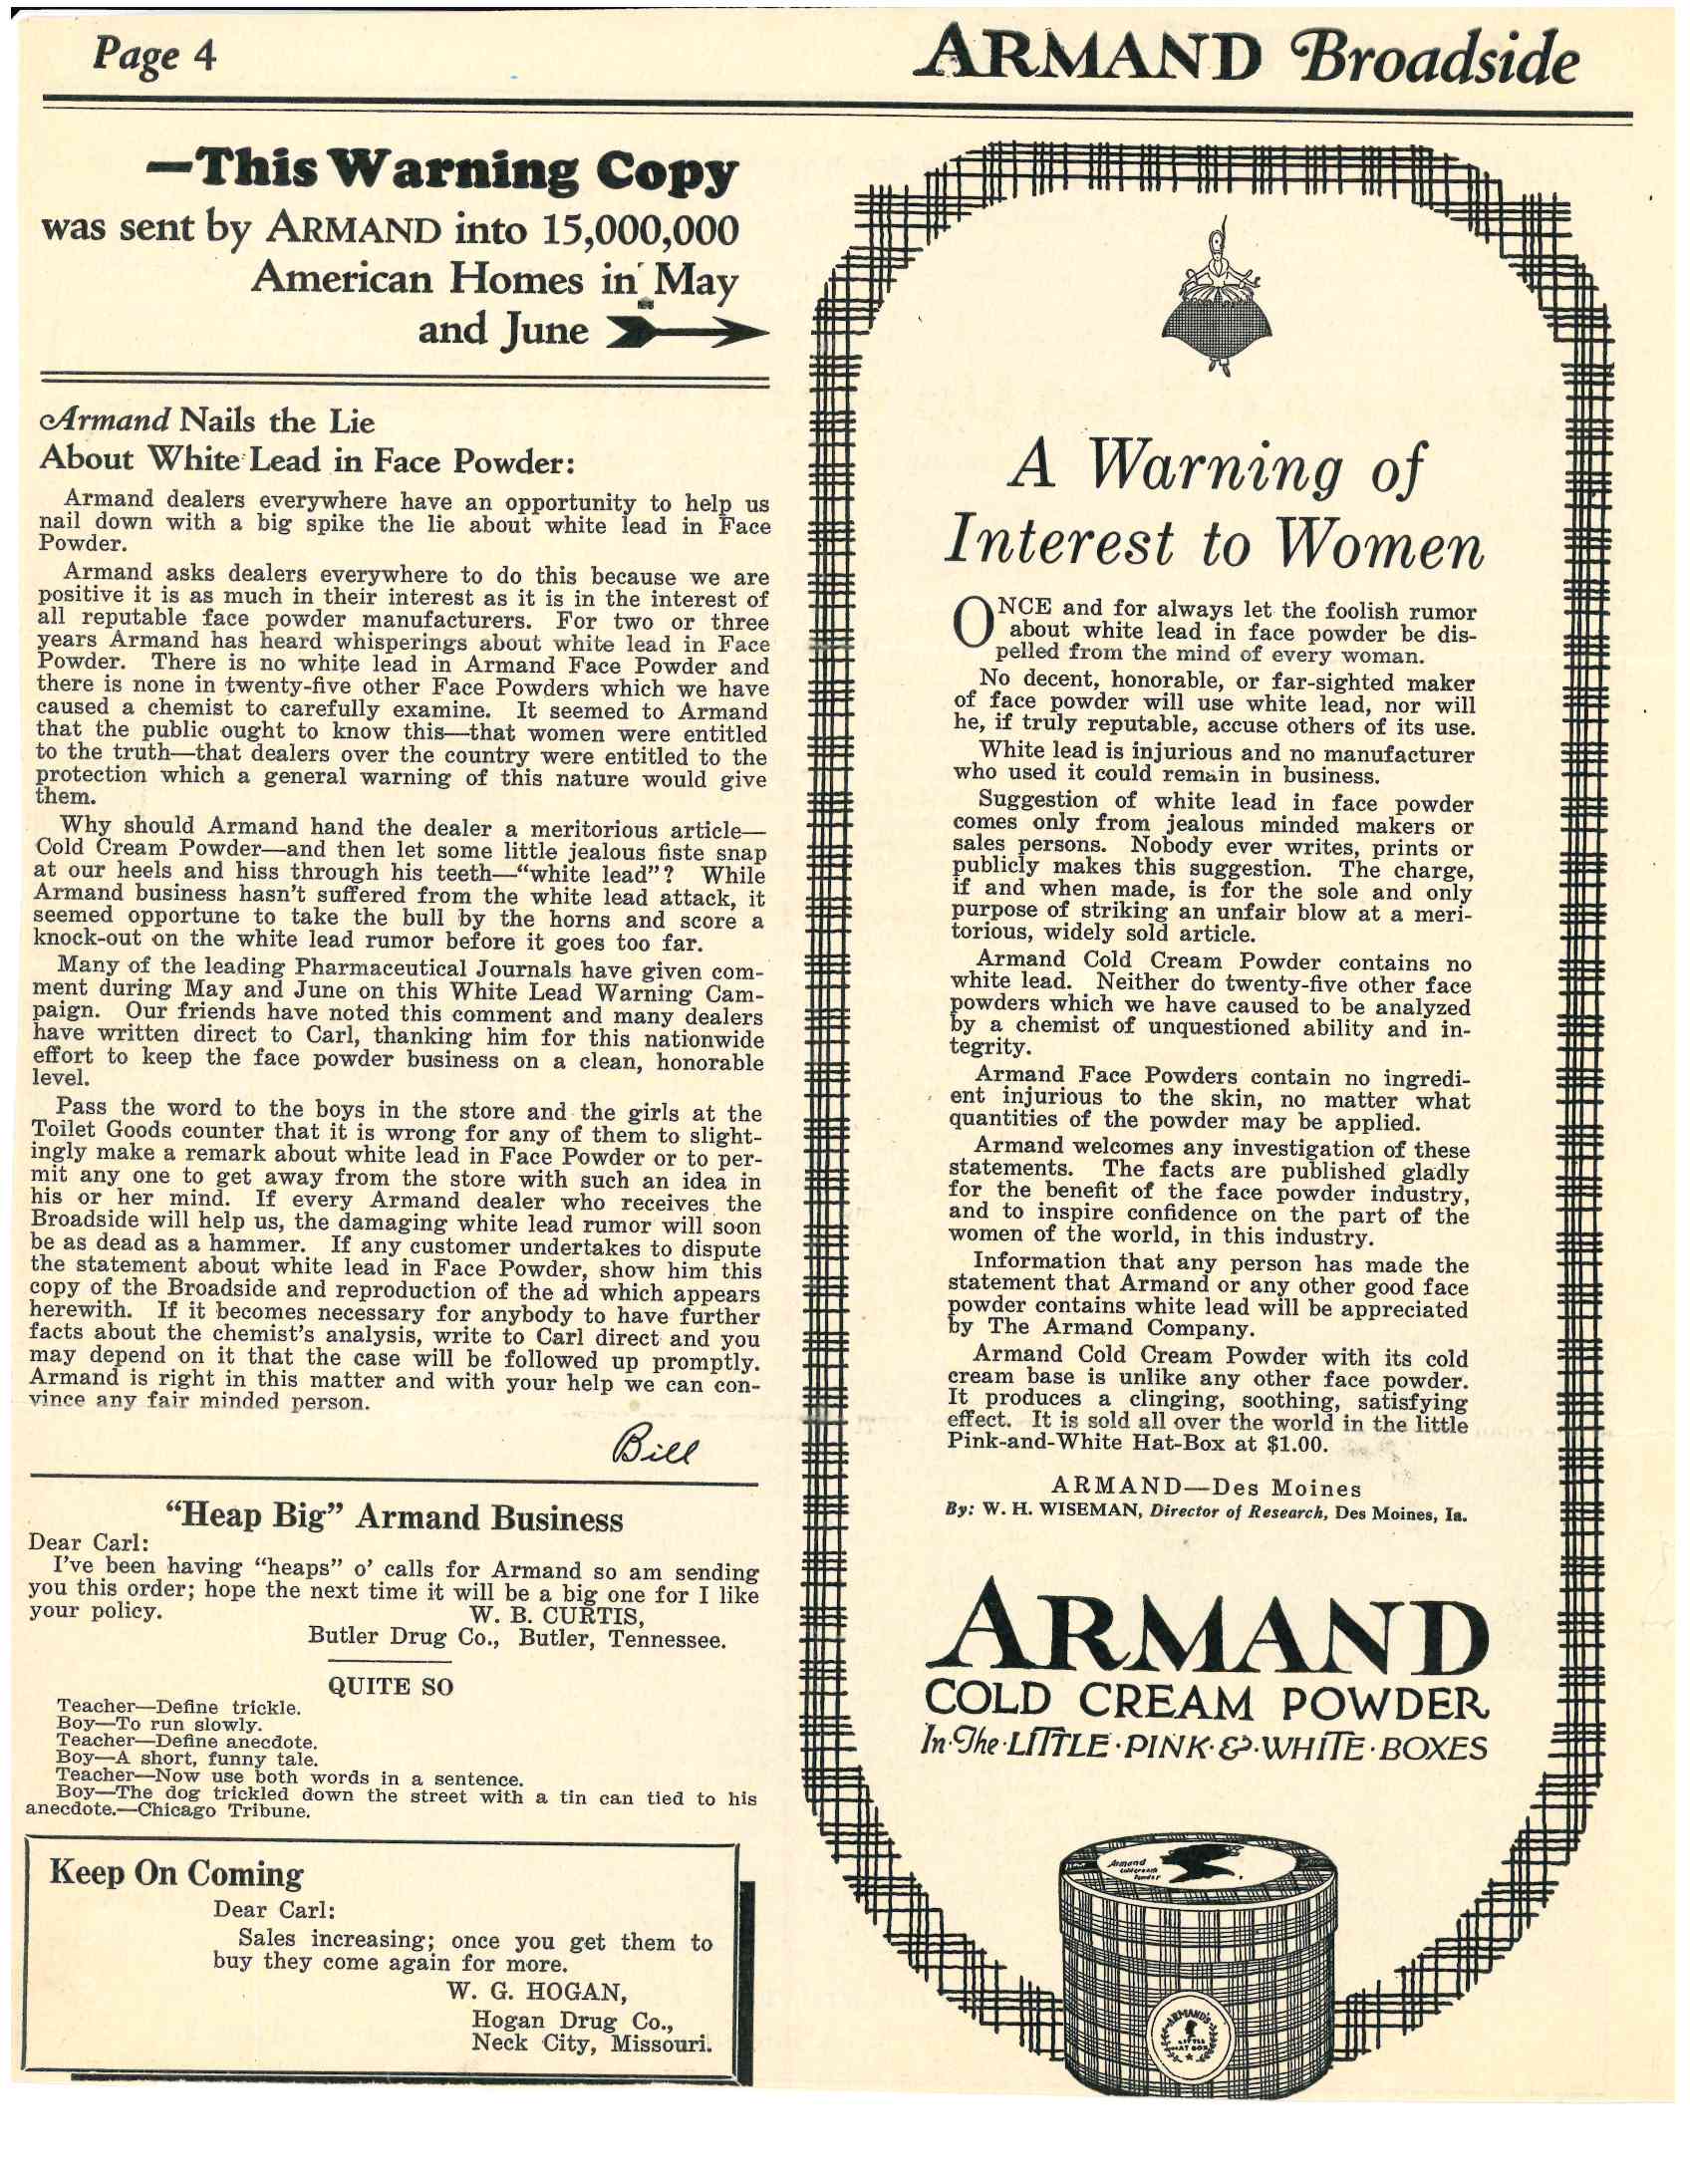 Page 4
ARMAND Broadside
—This Warning Copy
was sent by ARMAND into 15,000,000
American Homes in May
and June
Armand Nails the Lie
About White Lead in Face Powder:
Armand dealers everywhere have an opportunity to help us
nail down with a big spike the lie about white lead in Face
Powder.
Armand asks dealers everywhere to do this because we are
positive it is as much in their interest as it is in the interest of
all reputable face powder manufacturers. For two or three
years Armand has heard whisperings about white lead in Face
Powder. There is no white lead in Armand Face Powder and
there is none in twenty-five other Face Powders which we have
caused a chemist to carefully examine. It seemed to Armand
that the public ought to know this—that women were entitled
to the truth—that dealers over the country were entitled to the
protection which a general warning of this nature would give
them.
Why should Armand hand the dealer a meritorious article—
Cold Cream Powder—and then let some little jealous fiste snap
at our heels and hiss through his teeth—“white lead”? While
Armand business hasn't suffered from the white lead attack, it
seemed opportune to take the bull by the horns and score a
knock-out on the white lead rumor before it goes too far.
Many of the leading Pharmaceutical Journals have given com-
ment during May and June on this White Lead Warning Cam-
paign. Our friends have noted this comment and many dealers
have written direct to Carl, thanking him for this nationwide
effort to keep the face powder business on a clean, honorable
level.
Pass the word to the boys in the store and the girls at the
Toilet Goods counter that it is wrong for any of them to slight-
ingly make a remark about white lead in Face Powder or to per-
mit any one to get away from the store with such an idea in
his or her mind. If every Armand dealer who receives the
Broadside will help us, the damaging white lead rumor will soon
be as dead as a hammer. If any customer undertakes to dispute
the statement about white lead in Face Powder, show him this
copy of the Broadside and reproduction of the ad which appears
herewith. If it becomes necessary for anybody to have further
facts about the chemist's analysis, write to Carl direct and you
may depend on it that the case will be followed up promptly.
Armand is right in this matter and with your help we can con-
vince any fair minded person.
Bill
“Heap Big” Armand Business
Dear Carl:
I've been having “heaps” o' calls for Armand so am sending
you this order; hope the next time it will be a big one for I like
your policy.
W. B. CURTIS,
Butler Drug Co., Butler, Tennessee.
QUITE SO
Teacher—Define trickle.
Boy—To run slowly.
Teacher—Define anecdote.
Boy—A short, funny tale.
Teacher—Now use both words in a sentence.
Boy—The dog trickled down the street with a tin can tied to his
anecdote.—Chicago Tribune.
Keep On Coming
Dear Carl:
Sales increasing; once you get them to
buy they come again for more.
W. G. HOGAN,
Hogan Drug Co.,
Neck City, Missouri.
A Warning of
Interest to Women
ONCE and for always let the foolish rumor
about white lead in face powder be dis-
pelled from the mind of every woman.
No decent, honorable, or far-sighted maker
of face powder will use white lead, nor will
he, if truly reputable, accuse others of its use.
White lead is injurious and no manufacturer
who used it could remain in business.
Suggestion of white lead in face powder
comes only from jealous minded makers or
sales persons. Nobody ever writes, prints or
publicly makes this suggestion. The charge,
if and when made, is for the sole and only
purpose of striking an unfair blow at a meri-
torious, widely sold article.
Armand Cold Cream Powder contains no
white lead. Neither do twenty-five other face
powders which we have caused to be analyzed
by a chemist of unquestioned ability and in-
tegrity.
Armand Face Powders contain no ingredi-
ent injurious to the skin, no matter what
quantities of the powder may be applied.
Armand welcomes any investigation of these
statements. The facts are published gladly
for the benefit of the face powder industry,
and to inspire confidence on the part of the
women of the world, in this industry.
Information that any person has made the
statement that Armand or any other good face
powder contains white lead will be appreciated
by The Armand Company.
Armand Cold Cream Powder with its cold
cream base is unlike any other face powder.
It produces a clinging, soothing, satisfying
effect. It is sold all over the world in the little
Pink-and-White Hat-Box at $1.00.
ARMAND—Des Moines
By: W. H. WISEMAN, Director of Research, Des Moines, Ia.
ARMAND
COLD CREAM POWDER
In·The·LITTLE·PINK·&·WHITE·BOXES
Armand
Cold Cream
Powder
ARMAND'S
LITTLE
HAT BOX